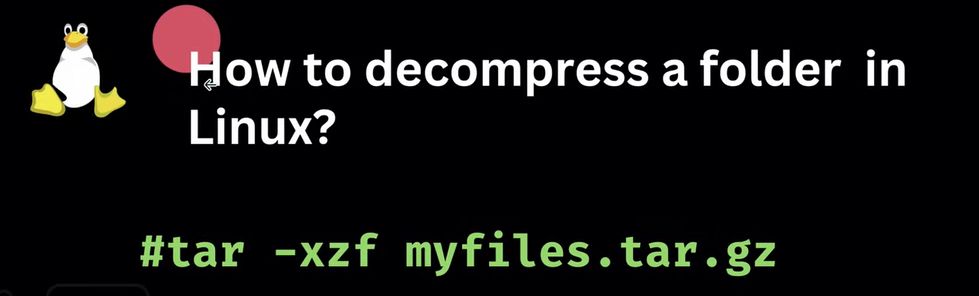 How to decompress a folder in
Linux?
#tar -xzf myfiles.tar.gz